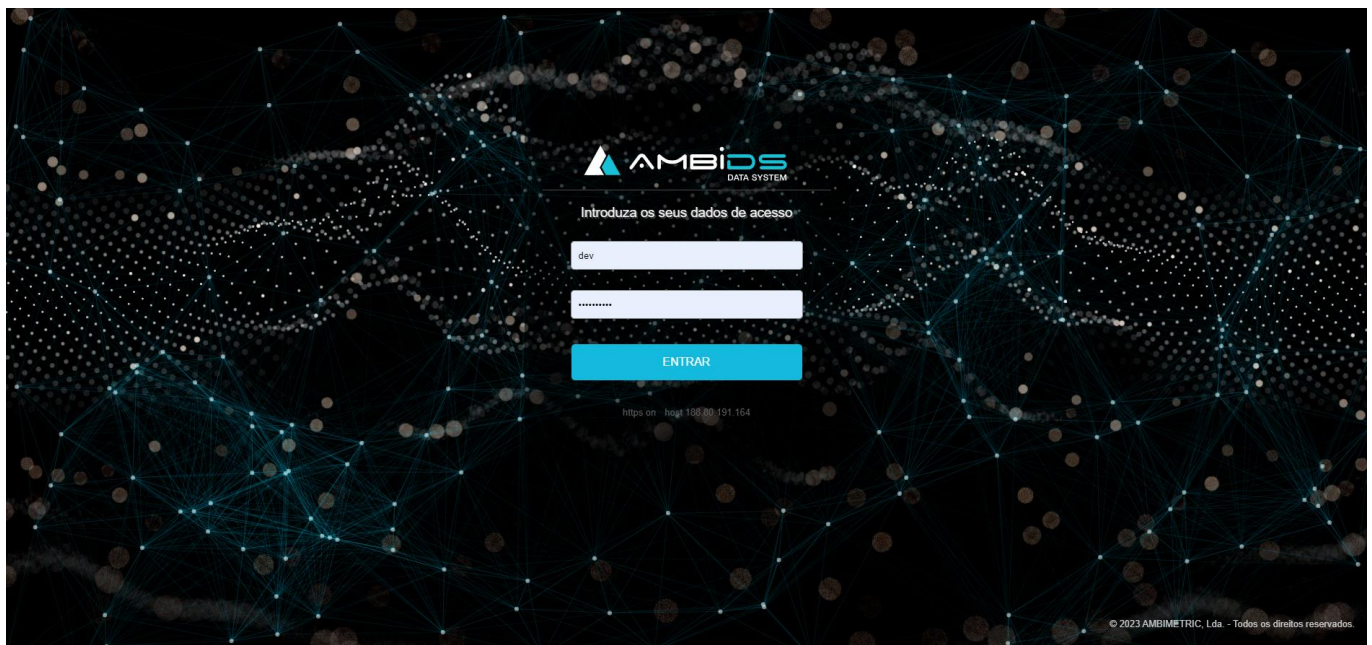 AMBiDS
DATA SYSTEM
Introduza os seus dados de acesso
dev
••••••••••
ENTRAR
https on - host 188.80.191.164
© 2023 AMBIMETRIC, Lda. - Todos os direitos reservados.